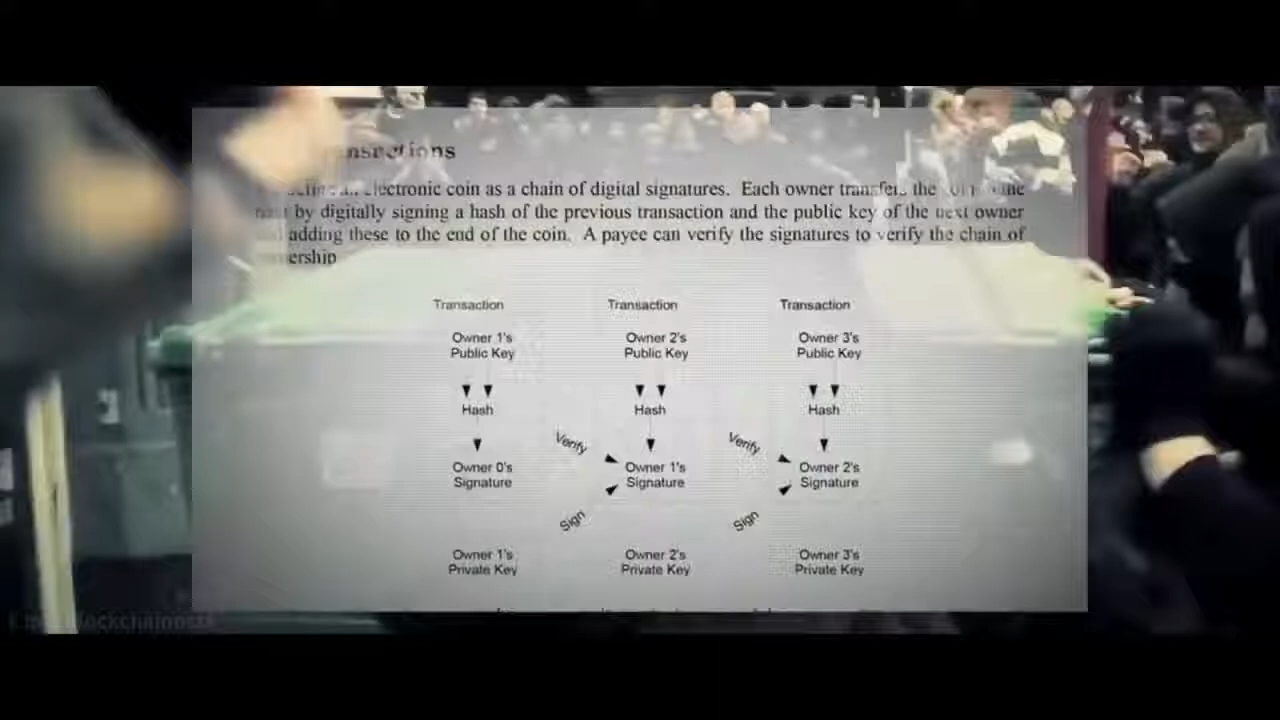 electronic coin as a chain of digital signatures. Each owner transfers the
by digitally signing a hash of the previous transaction and the public key of the next owner
adding these to the end of the coin. A payee can verify the signatures to verify the chain of
Transaction Transaction Transaction
Owner 1's Owner 2's Owner 3's
Public Key Public Key Public Key
Hash Hash Hash
Verify Verify
Owner 0's Owner 1's Owner 2's
Signature Signature Signature
Sign Sign
Owner 1's Owner 2's Owner 3's
Private Key Private Key Private Key